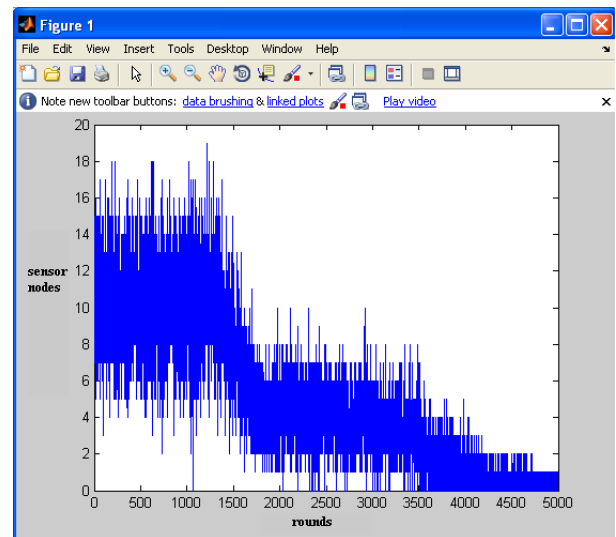 Figure 1
File Edit View Insert Tools Desktop Window Help
Note new toolbar buttons: data brushing & linked plots Play video
20
18
16
14
12
10
8
6
4
2
0
sensor
nodes
0 500 1000 1500 2000 2500 3000 3500 4000 4500 5000
rounds